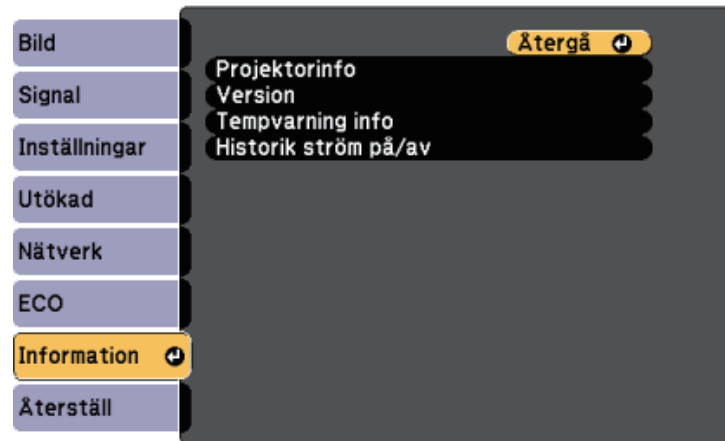 Bild
Signal
Inställningar
Utökad
Nätverk
ECO
Information
Återställ
Återgå
Projektorinfo
Version
Tempvarning info
Historik ström på/av